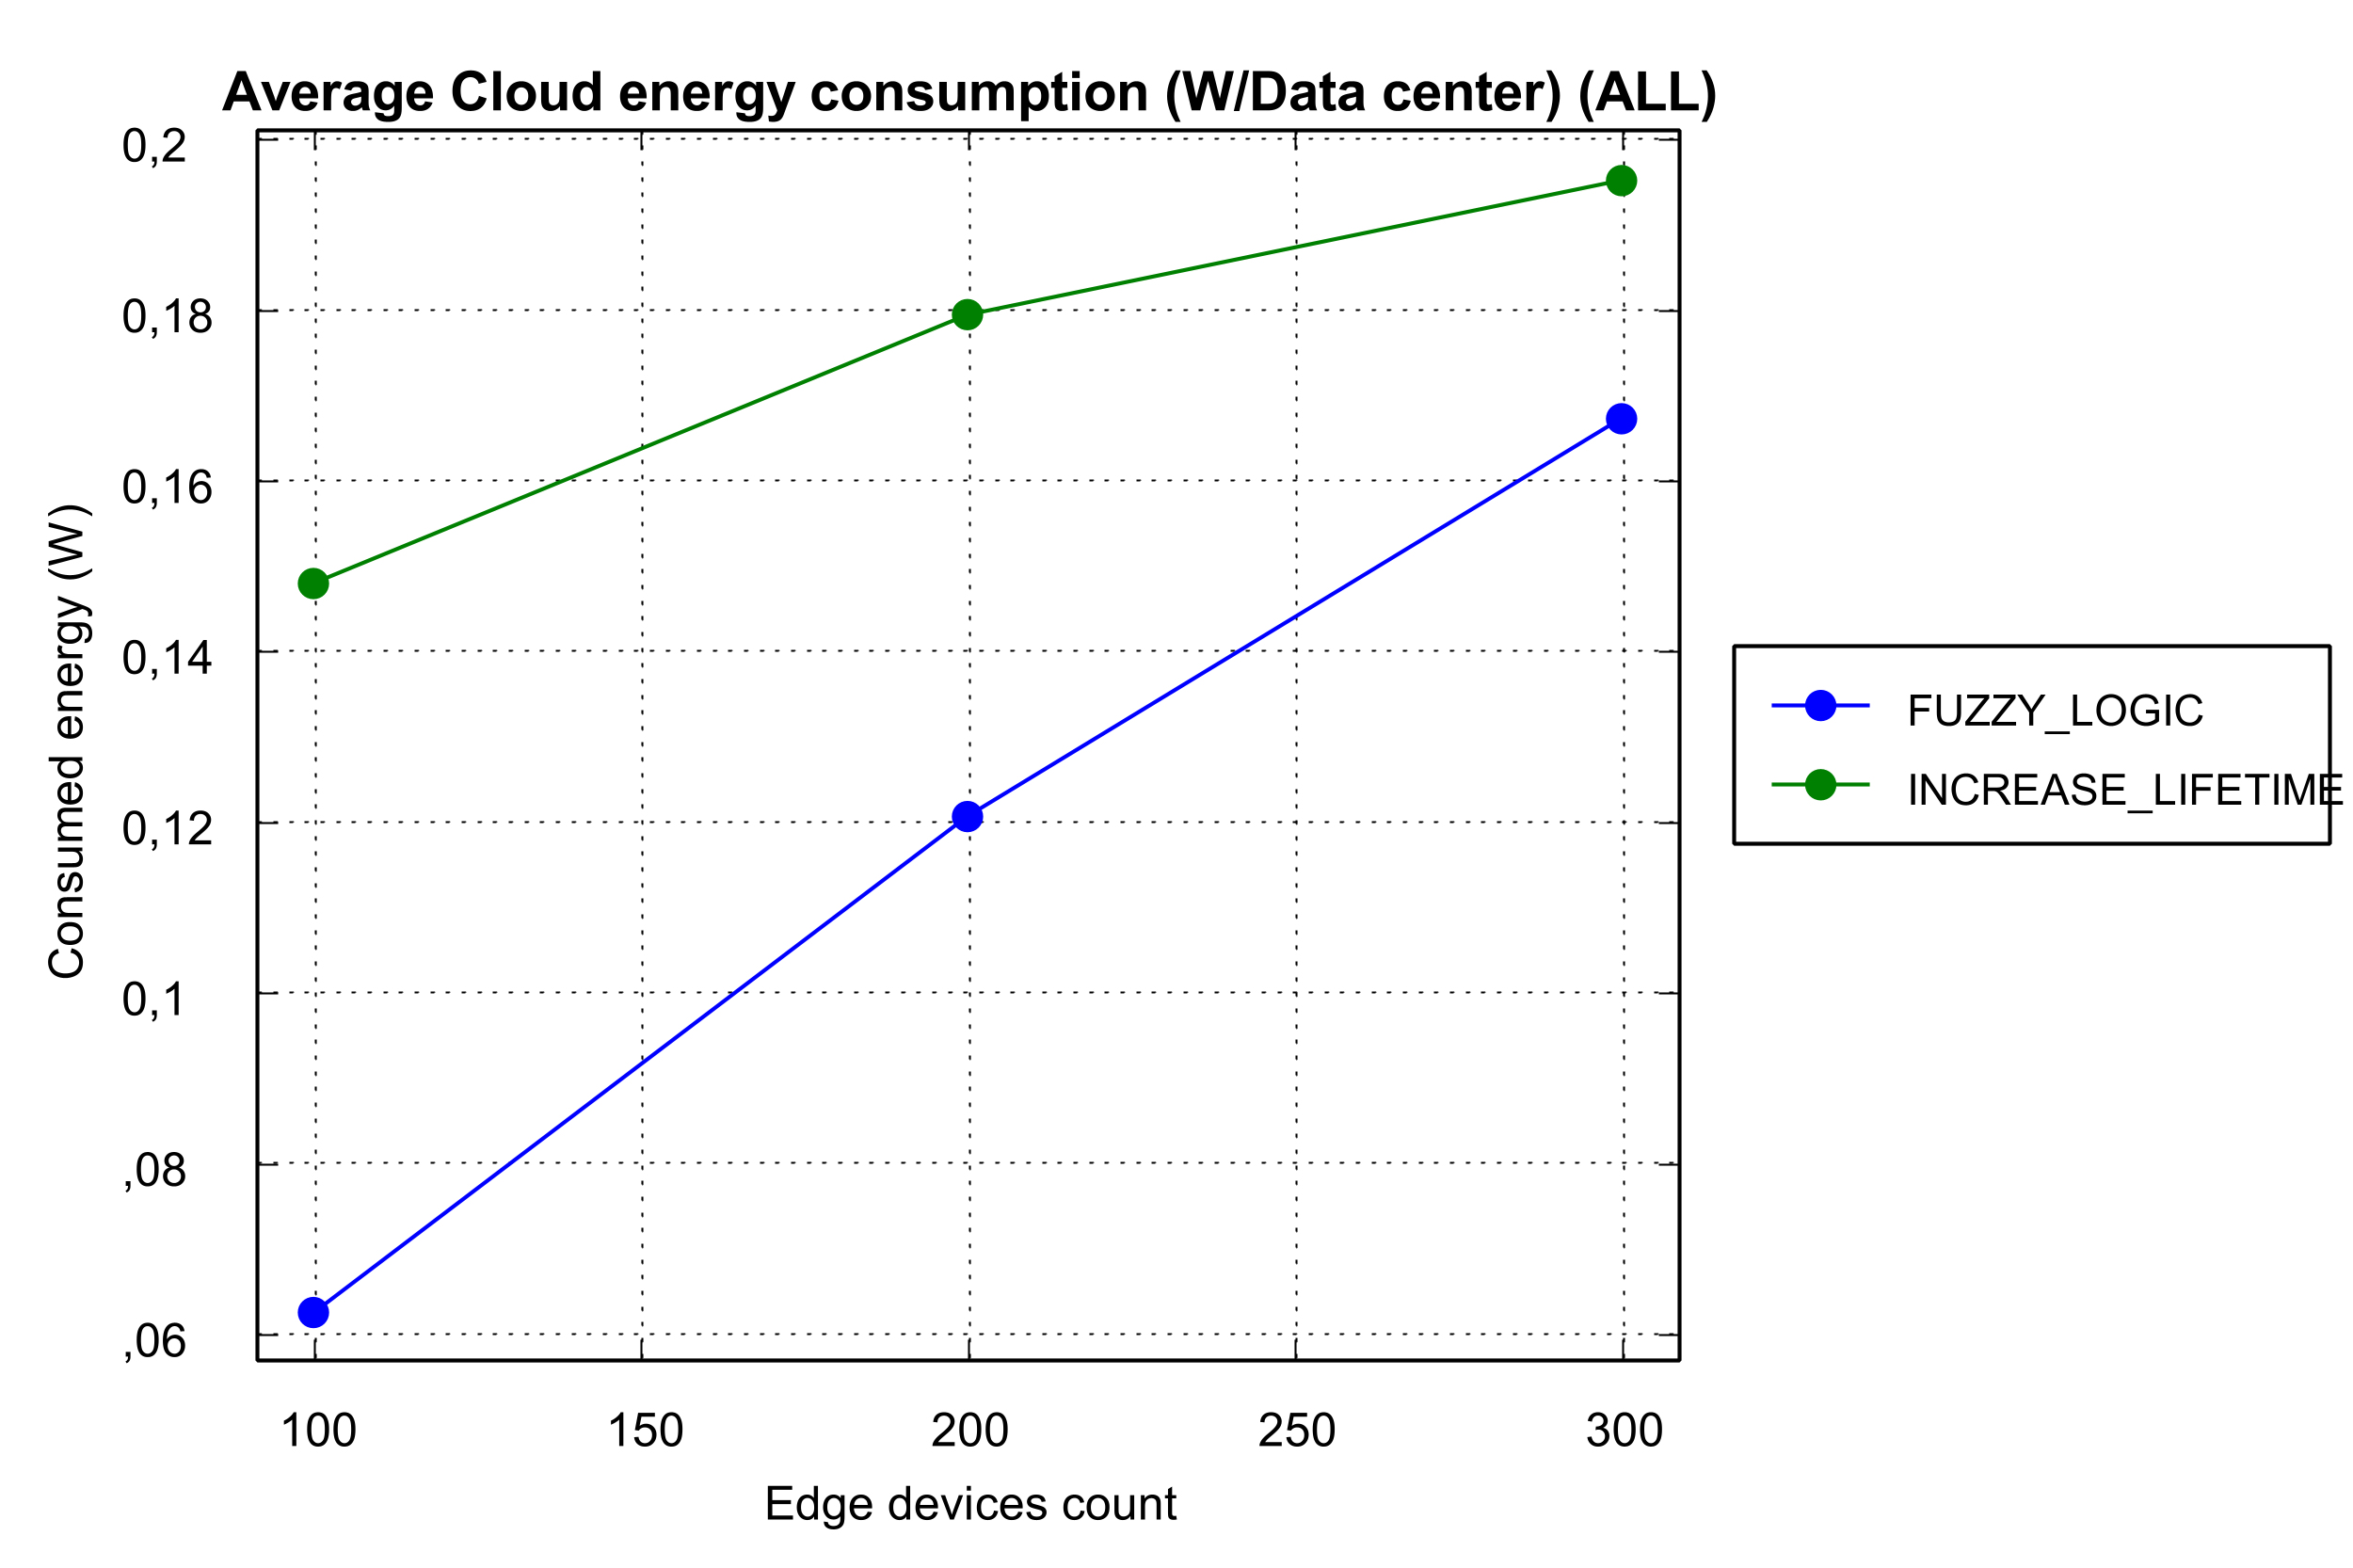 Average Cloud energy consumption (W/Data center) (ALL)
0,2
0,18
0,16
0,14
0,12
0,1
,08
,06
Consumed energy (W)
100 150 200 250 300
Edge devices count
FUZZY_LOGIC
INCREASE_LIFETIME